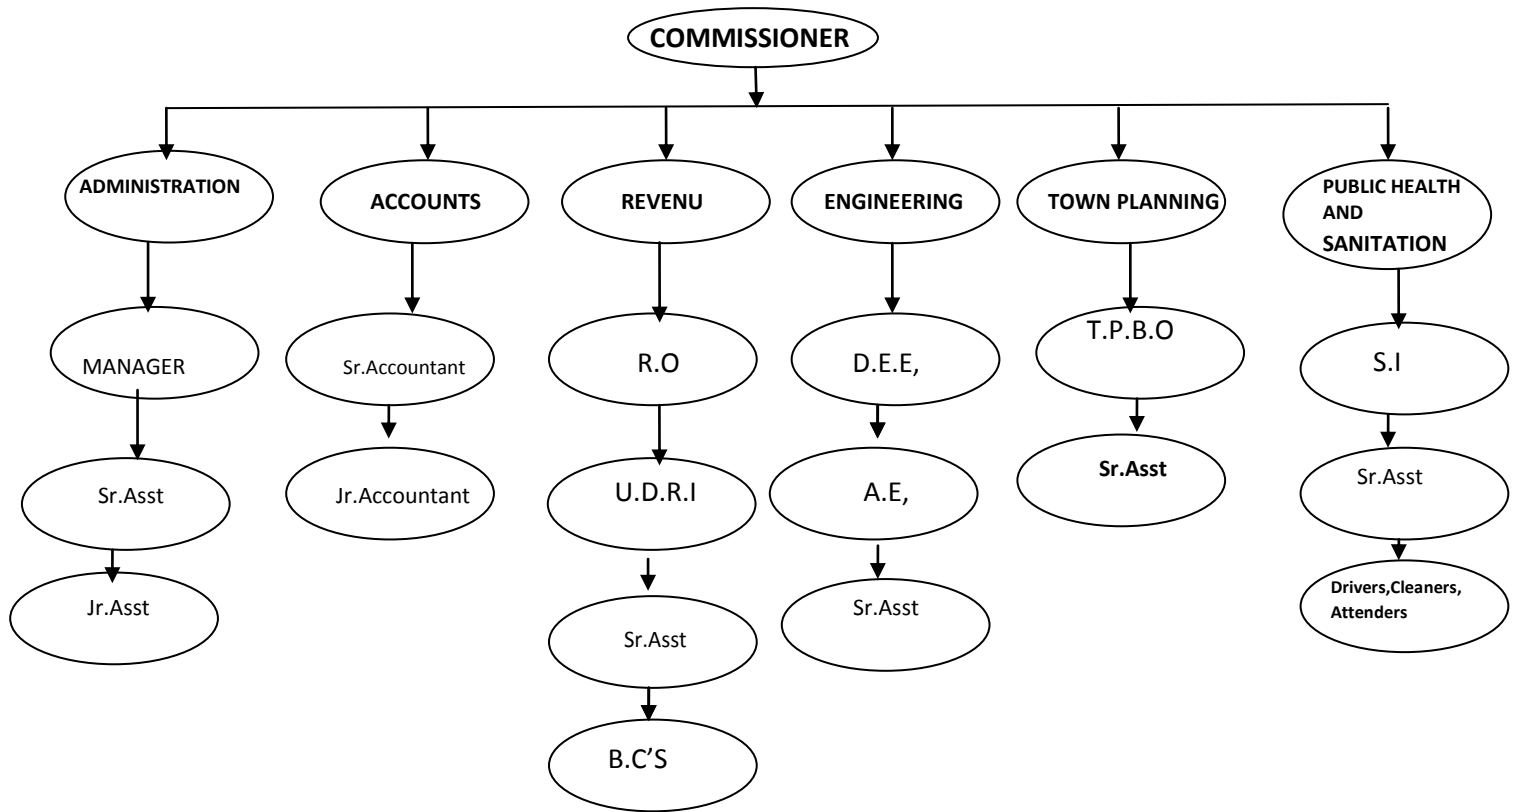 COMMISSIONER
ADMINISTRATION
ACCOUNTS
REVENU
ENGINEERING
TOWN PLANNING
PUBLIC HEALTH
AND
SANITATION
MANAGER
Sr.Accountant
R.O
D.E.E,
T.P.B.O
S.I
Sr.Asst
Jr.Accountant
U.D.R.I
A.E,
Sr.Asst
Sr.Asst
Jr.Asst
Sr.Asst
Sr.Asst
Drivers,Cleaners,
Attenders
B.C’S